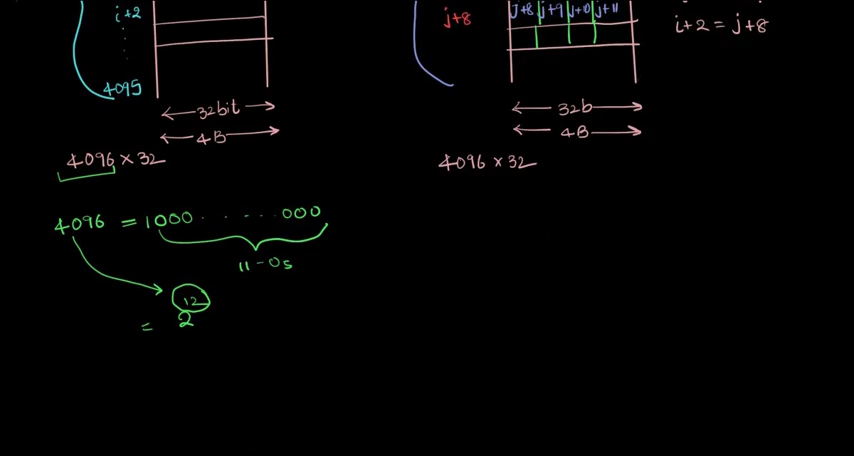 i+2
4095
32bit
4B
4096 × 32
4096 = 1000 · · · · · 000
11-0s
= 2^12
j+8
j+8 j+9 j+10 j+11
i+2 = j+8
32b
4B
4096 × 32